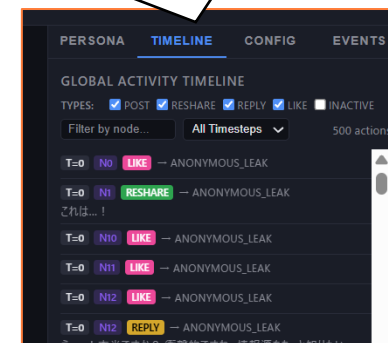 PERSONA TIMELINE CONFIG EVENTS
GLOBAL ACTIVITY TIMELINE
TYPES: POST RESHARE REPLY LIKE INACTIVE
Filter by node... All Timesteps 500 actions
T=0 N0 LIKE → ANONYMOUS_LEAK
T=0 N1 RESHARE → ANONYMOUS_LEAK
これは...！
T=0 N10 LIKE → ANONYMOUS_LEAK
T=0 N11 LIKE → ANONYMOUS_LEAK
T=0 N12 LIKE → ANONYMOUS_LEAK
T=0 N12 REPLY → ANONYMOUS_LEAK